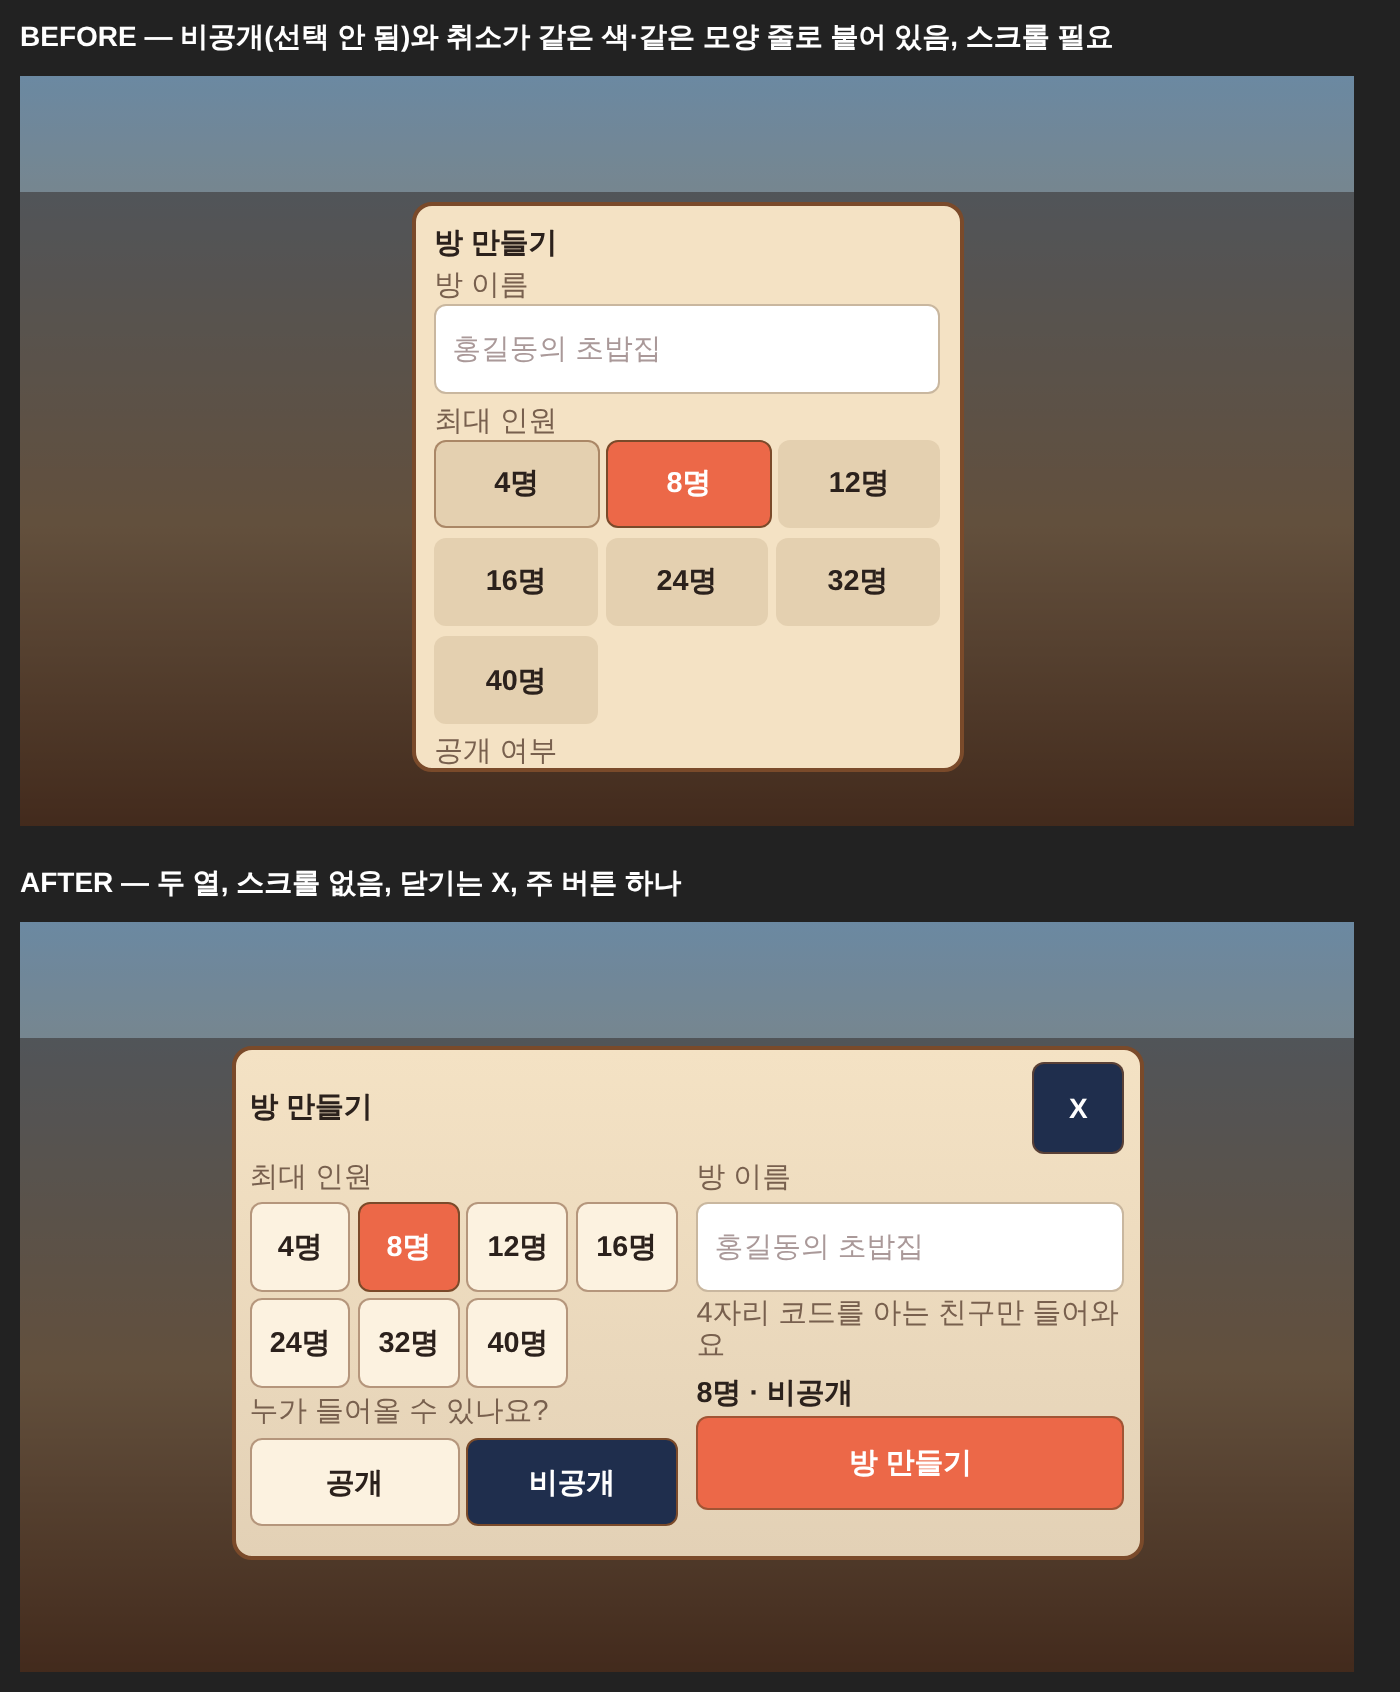 BEFORE — 비공개(선택 안 됨)와 취소가 같은 색·같은 모양 줄로 붙어 있음, 스크롤 필요
방 만들기
방 이름
홍길동의 초밥집
최대 인원
4명
8명
12명
16명
24명
32명
40명
공개 여부
AFTER — 두 열, 스크롤 없음, 닫기는 X, 주 버튼 하나
방 만들기
X
최대 인원
4명
8명
12명
16명
24명
32명
40명
누가 들어올 수 있나요?
공개
비공개
방 이름
홍길동의 초밥집
4자리 코드를 아는 친구만 들어와
요
8명 · 비공개
방 만들기